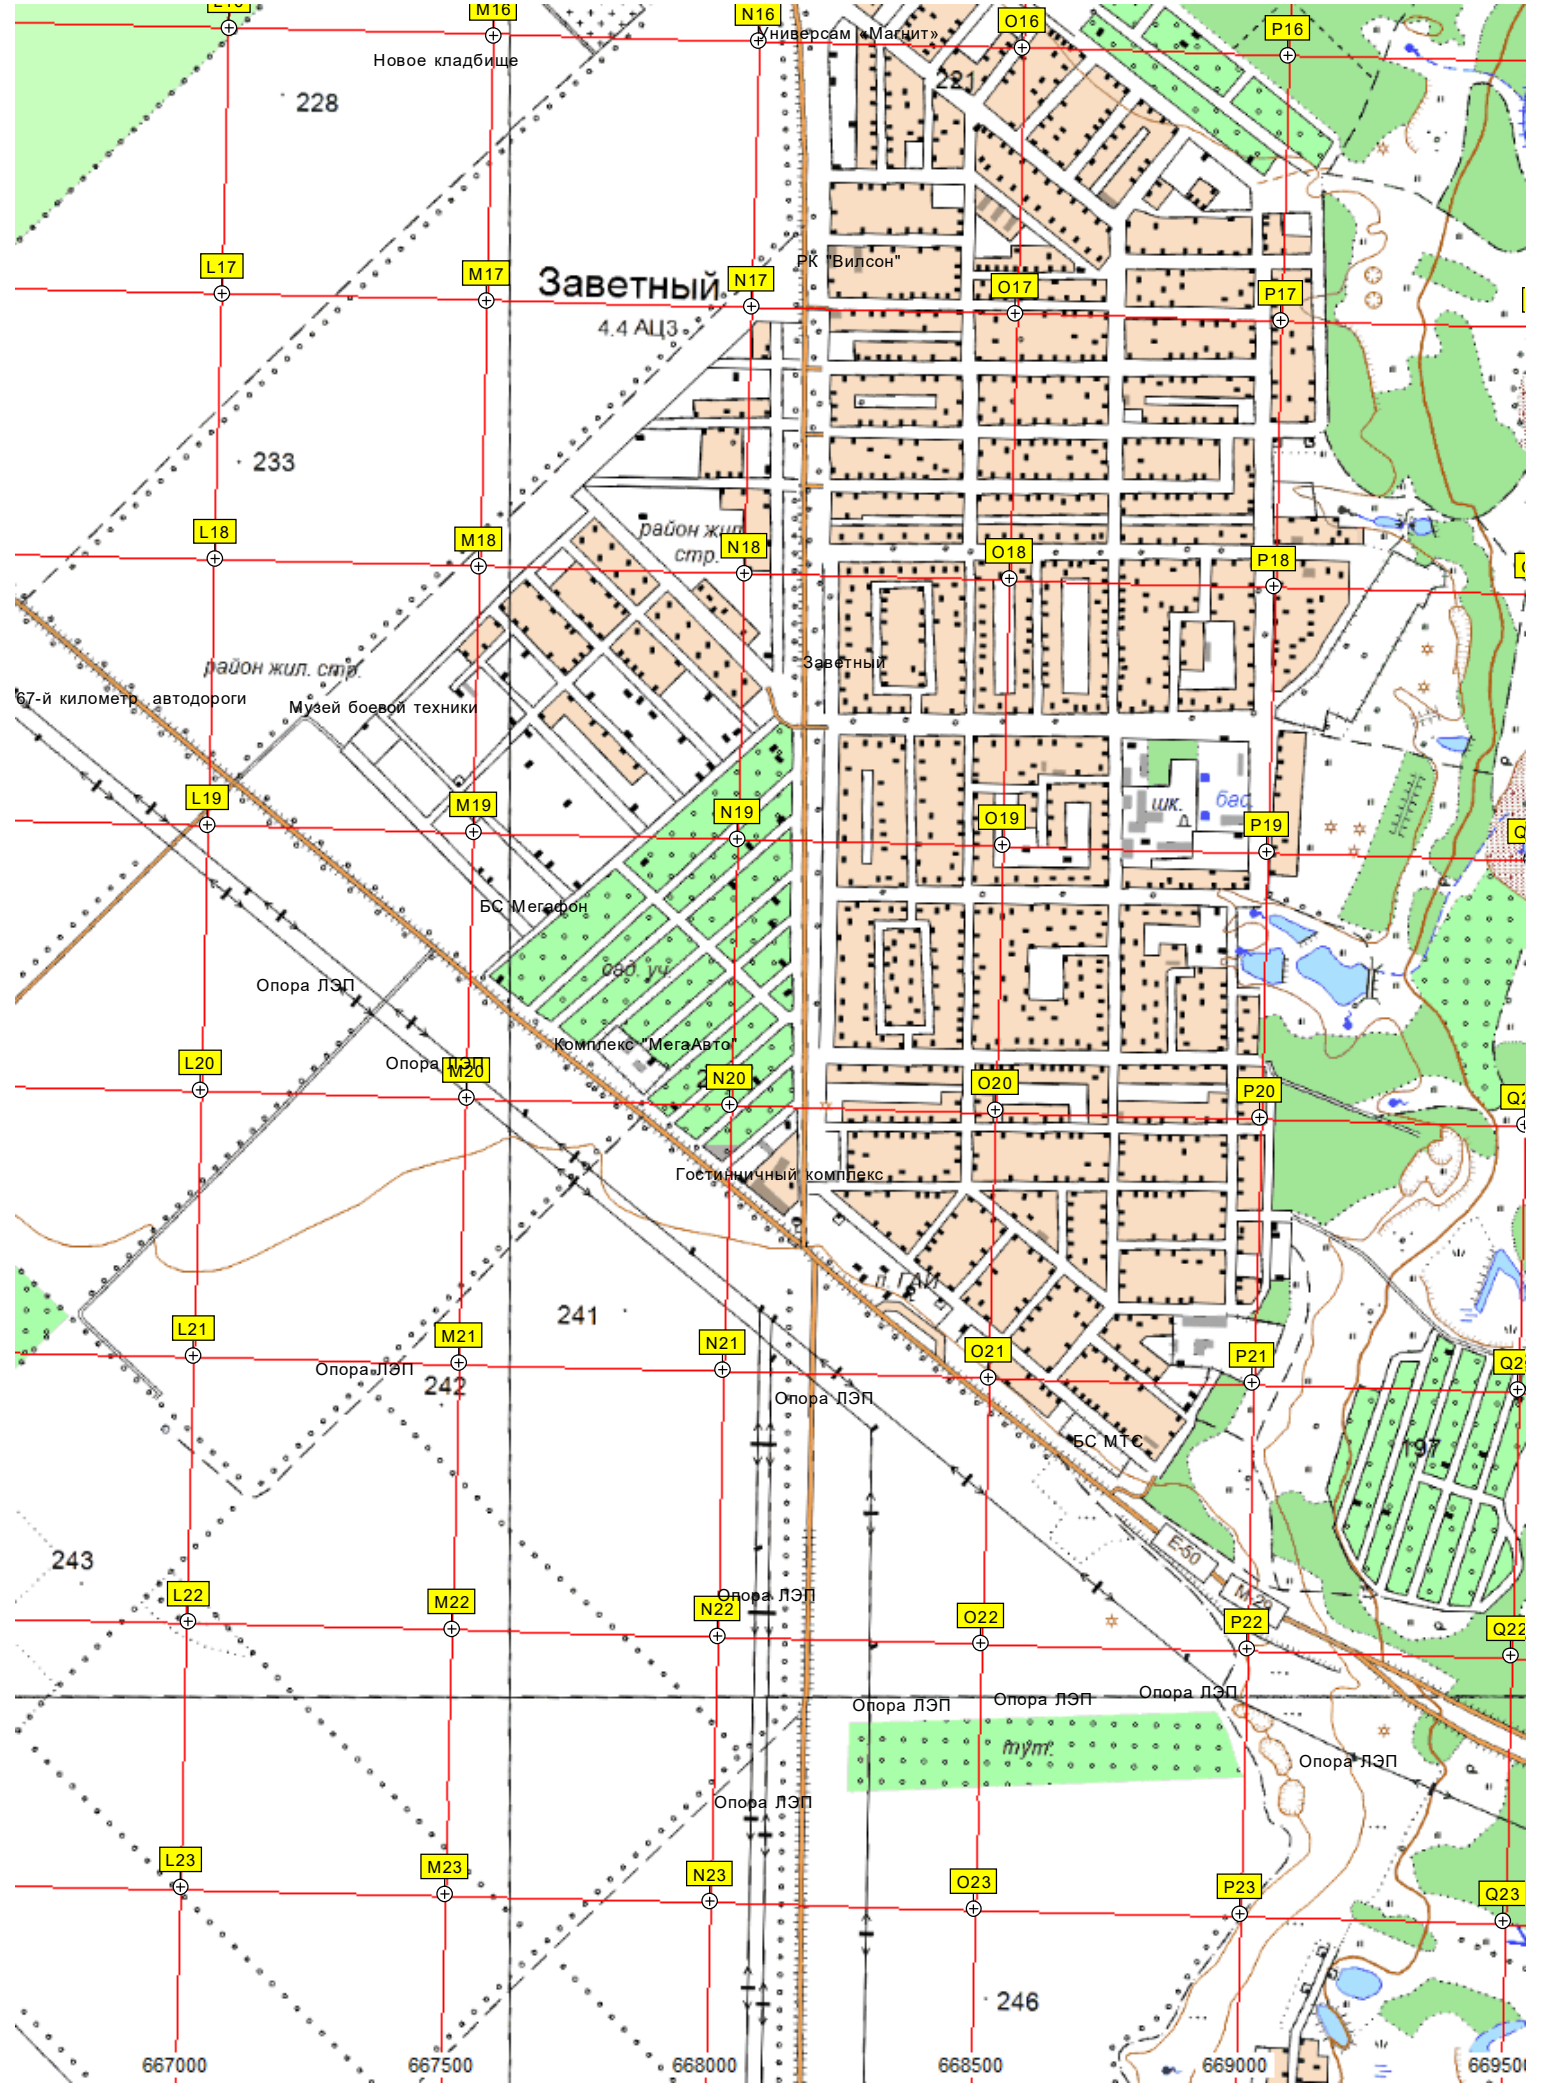 M16
N16
O16
P16
Универсам «Магнит»
Новое кладбище
221
228
РК "Вилсон"
L17
M17
Заветный
N17
O17
P17
4.4 АЦЗ
233
L18
M18
район жил.
стр.
N18
O18
P18
район жил. стр.
Заветный
67-й километр автодороги
Музей боевой техники
L19
M19
N19
O19
шк.
бас.
P19
Q
БС Мегафон
сад. уч.
Опора ЛЭП
Комплекс "МегаАвто"
L20
Опора ЛЭП
M20
N20
O20
P20
Q2
Гостинничный комплекс
п. ГАИ
241
L21
M21
N21
O21
P21
Q2
Опора ЛЭП
242
Опора ЛЭП
БС МТС
197
E-50
243
L22
M22
Опора ЛЭП
N22
O22
М-29
P22
Q22
Опора ЛЭП
Опора ЛЭП
Опора ЛЭП
тут.
Опора ЛЭП
Опора ЛЭП
L23
M23
N23
O23
P23
Q23
246
667000
667500
668000
668500
669000
66950